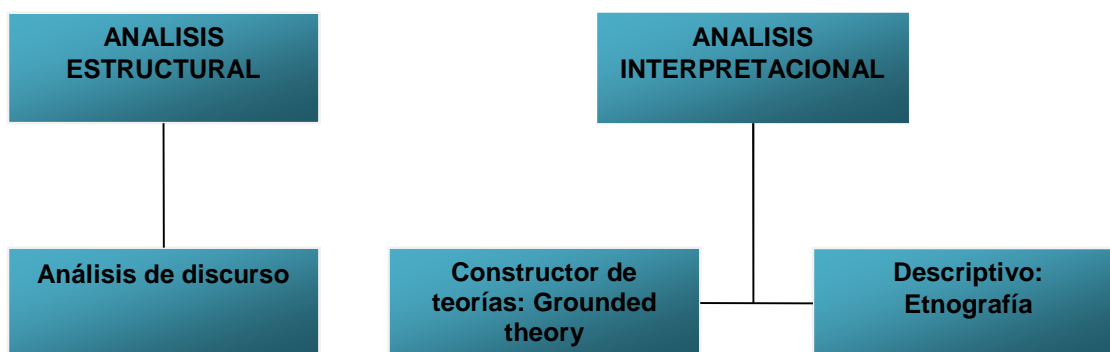 ANALISIS
ESTRUCTURAL
ANALISIS
INTERPRETACIONAL
Análisis de discurso
Constructor de
teorías: Grounded
theory
Descriptivo:
Etnografía